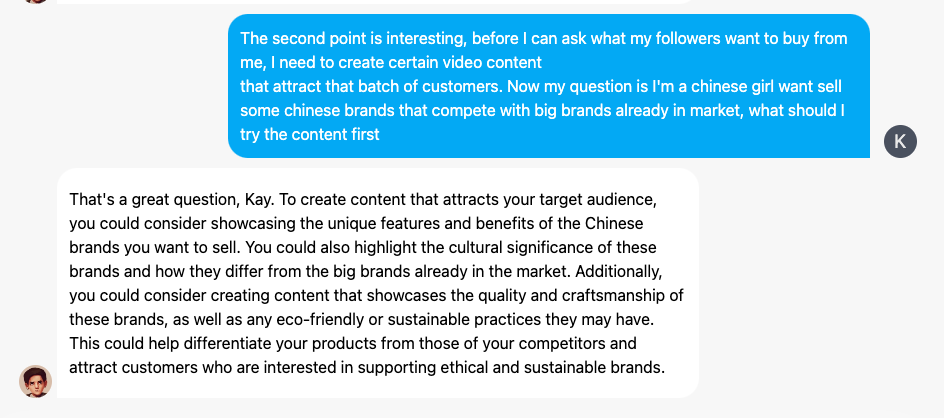 The second point is interesting, before I can ask what my followers want to buy from
me, I need to create certain video content
that attract that batch of customers. Now my question is I'm a chinese girl want sell
some chinese brands that compete with big brands already in market, what should I
try the content first
K
That's a great question, Kay. To create content that attracts your target audience,
you could consider showcasing the unique features and benefits of the Chinese
brands you want to sell. You could also highlight the cultural significance of these
brands and how they differ from the big brands already in the market. Additionally,
you could consider creating content that showcases the quality and craftsmanship of
these brands, as well as any eco-friendly or sustainable practices they may have.
This could help differentiate your products from those of your competitors and
attract customers who are interested in supporting ethical and sustainable brands.